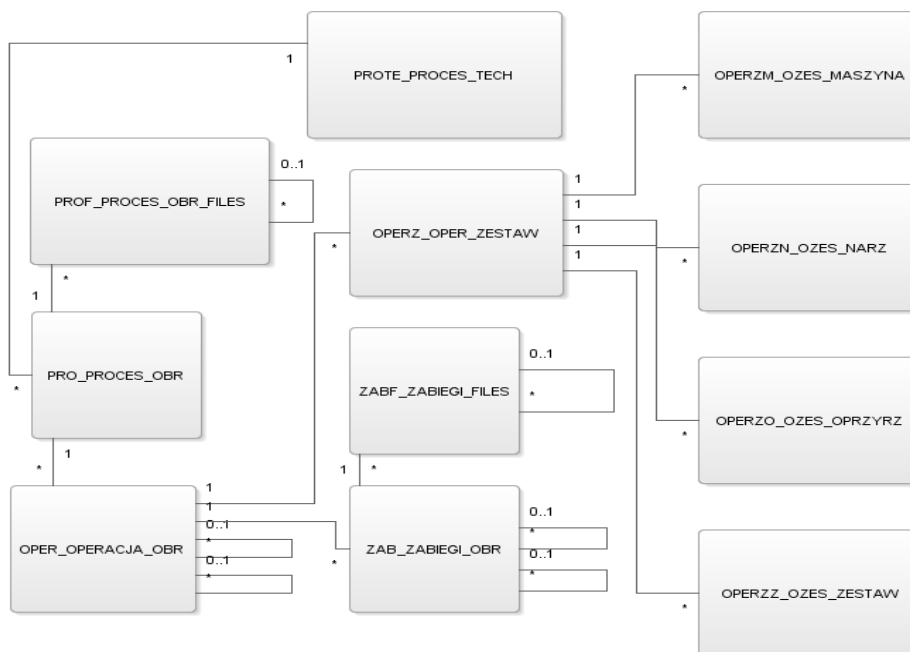 PROTE_PROCES_TECH
1
OPERZM_OZES_MASZYNA
*
PROF_PROCES_OBR_FILES
0..1
*
*
1
OPERZ_OPER_ZESTAW
1
1
1
1
*
OPERZN_OZES_NARZ
*
PRO_PROCES_OBR
*
1
*
ZABF_ZABIEGI_FILES
0..1
*
1
*
OPERZO_OZES_OPRZYRZ
*
OPER_OPERACJA_OBR
1
1
0..1
*
0..1
*
ZAB_ZABIEGI_OBR
*
0..1
*
0..1
*
OPERZZ_OZES_ZESTAW
*